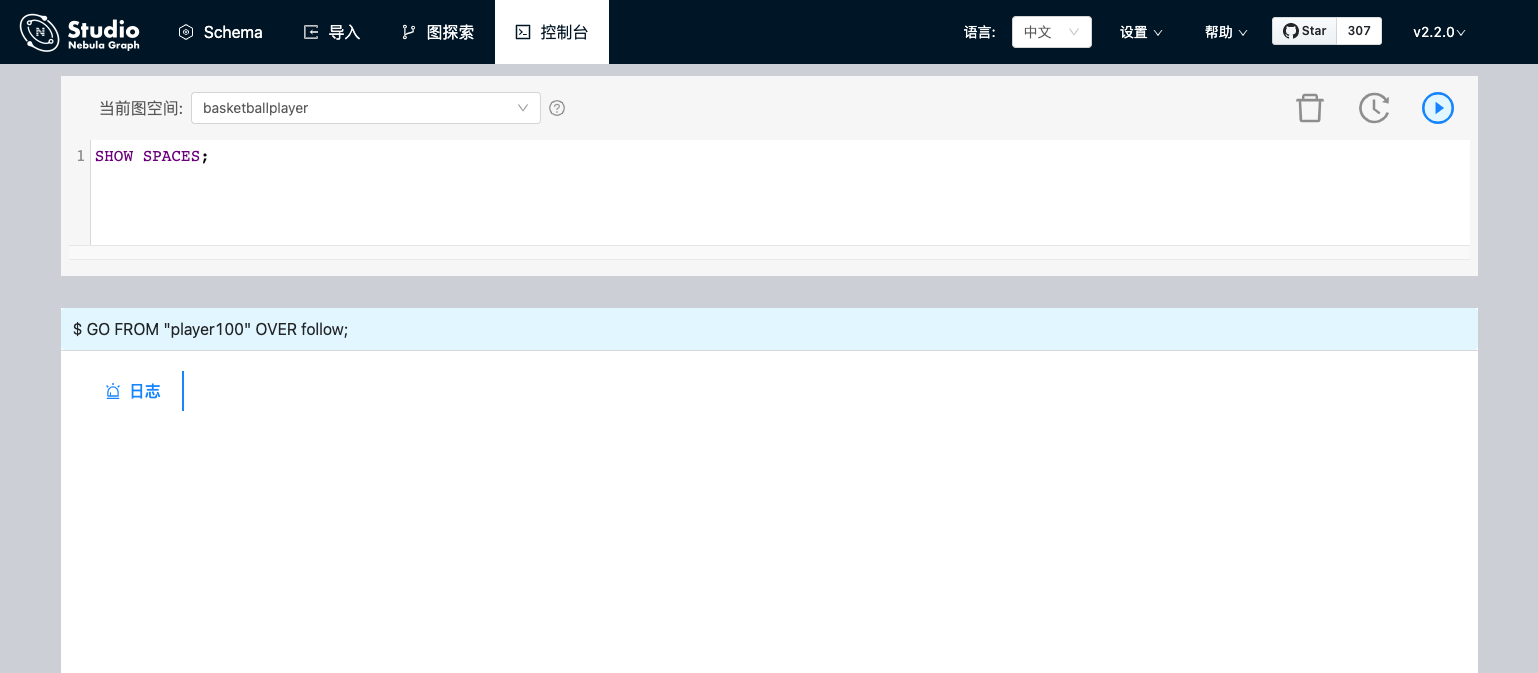 Studio
Nebula Graph
Schema
导入
图探索
控制台
语言:
中文
设置
帮助
Star
307
v2.2.0
当前图空间:
basketballplayer
1
SHOW SPACES;
$ GO FROM "player100" OVER follow;
日志